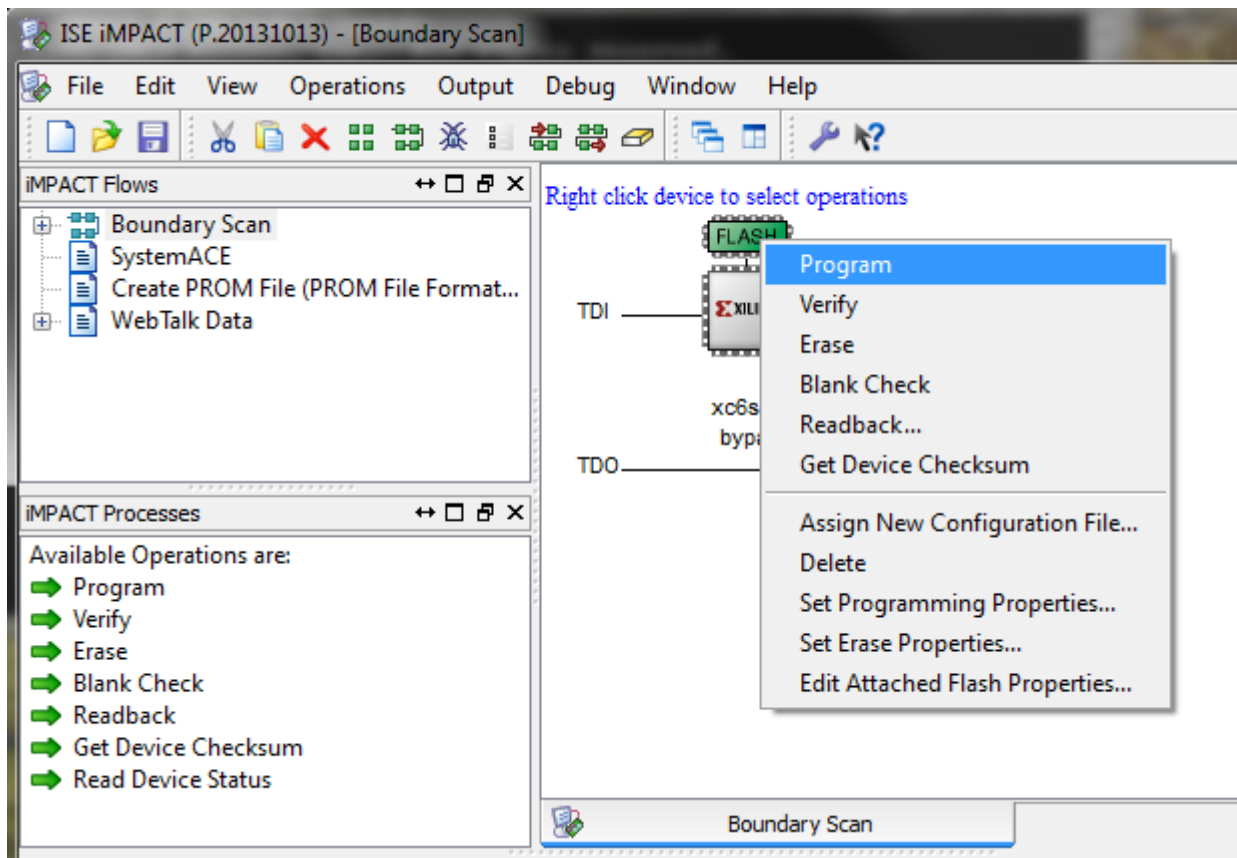 ISE iMPACT (P.20131013) - [Boundary Scan]
File Edit View Operations Output Debug Window Help
iMPACT Flows
Boundary Scan
SystemACE
Create PROM File (PROM File Format...
WebTalk Data
iMPACT Processes
Available Operations are:
Program
Verify
Erase
Blank Check
Readback
Get Device Checksum
Read Device Status
Right click device to select operations
FLASH
TDI
XILI
xc6s
byp
TDO
Program
Verify
Erase
Blank Check
Readback...
Get Device Checksum
Assign New Configuration File...
Delete
Set Programming Properties...
Set Erase Properties...
Edit Attached Flash Properties...
Boundary Scan